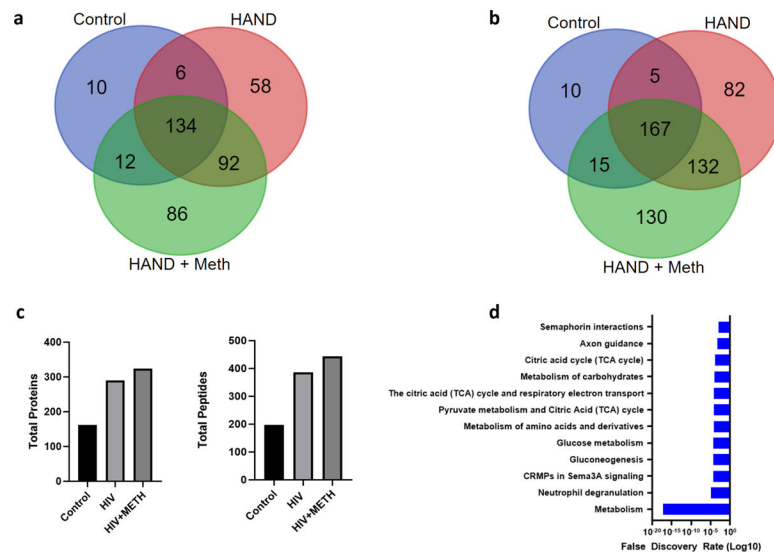 a
Control
HAND
10
6
58
134
12
92
86
HAND + Meth
b
Control
HAND
10
5
82
167
15
132
130
HAND + Meth
c
Total Proteins
400
300
200
100
0
Control
HIV
HIV+METH
Total Peptides
500
400
300
200
100
0
Control
HIV
HIV+METH
d
Semaphorin interactions
Axon guidance
Citric acid cycle (TCA cycle)
Metabolism of carbohydrates
The citric acid (TCA) cycle and respiratory electron transport
Pyruvate metabolism and Citric Acid (TCA) cycle
Metabolism of amino acids and derivatives
Glucose metabolism
Gluconeogenesis
CRMPs in Sema3A signaling
Neutrophil degranulation
Metabolism
10⁻²⁰ 10⁻¹⁵ 10⁻¹⁰ 10⁻⁵ 10⁰
False Discovery Rate (Log10)